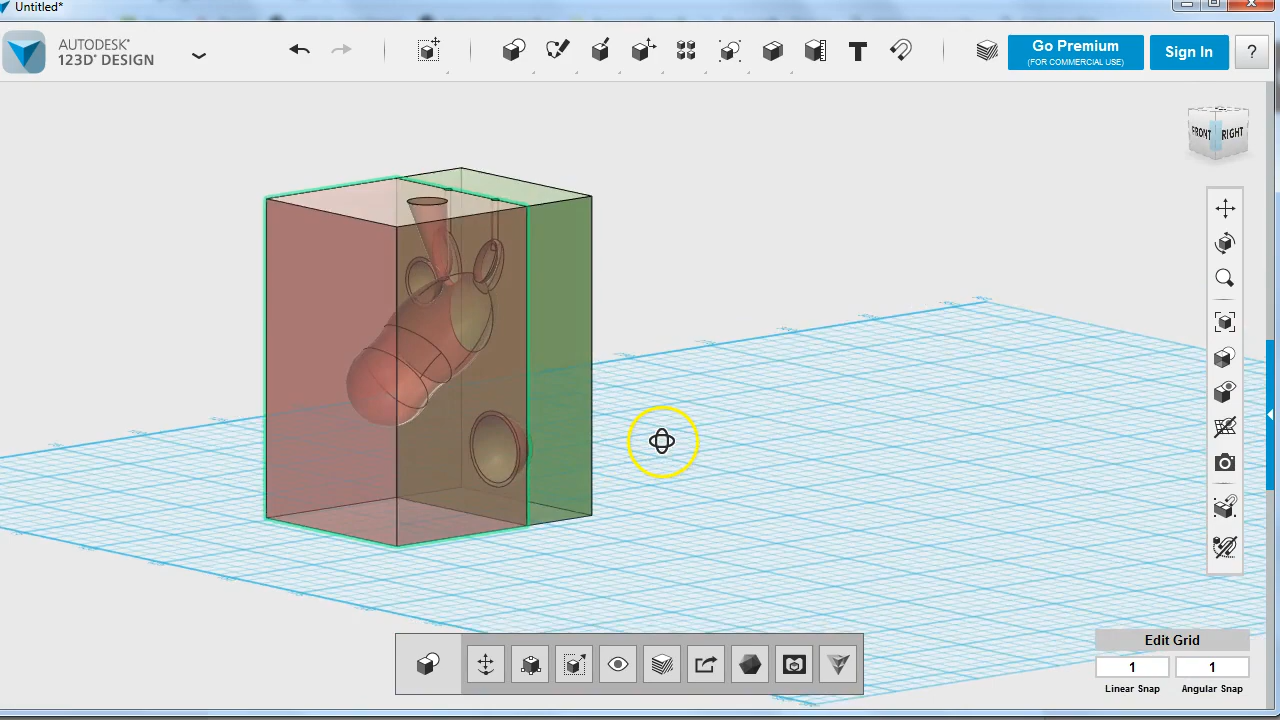 Untitled*
AUTODESK®
123D® DESIGN
T
Go Premium
(FOR COMMERCIAL USE)
Sign In
?
FRONT RIGHT
Edit Grid
1 1
Linear Snap Angular Snap